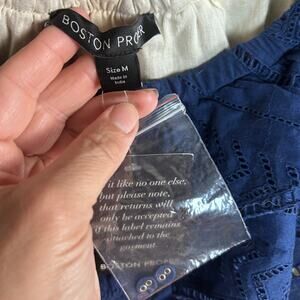 BOSTON PROPER
Size M
Made in
India
it like no one else,
but please note,
that returns will
only be accepted
if this label remains
attached to the
garment
BOSTON PROPER